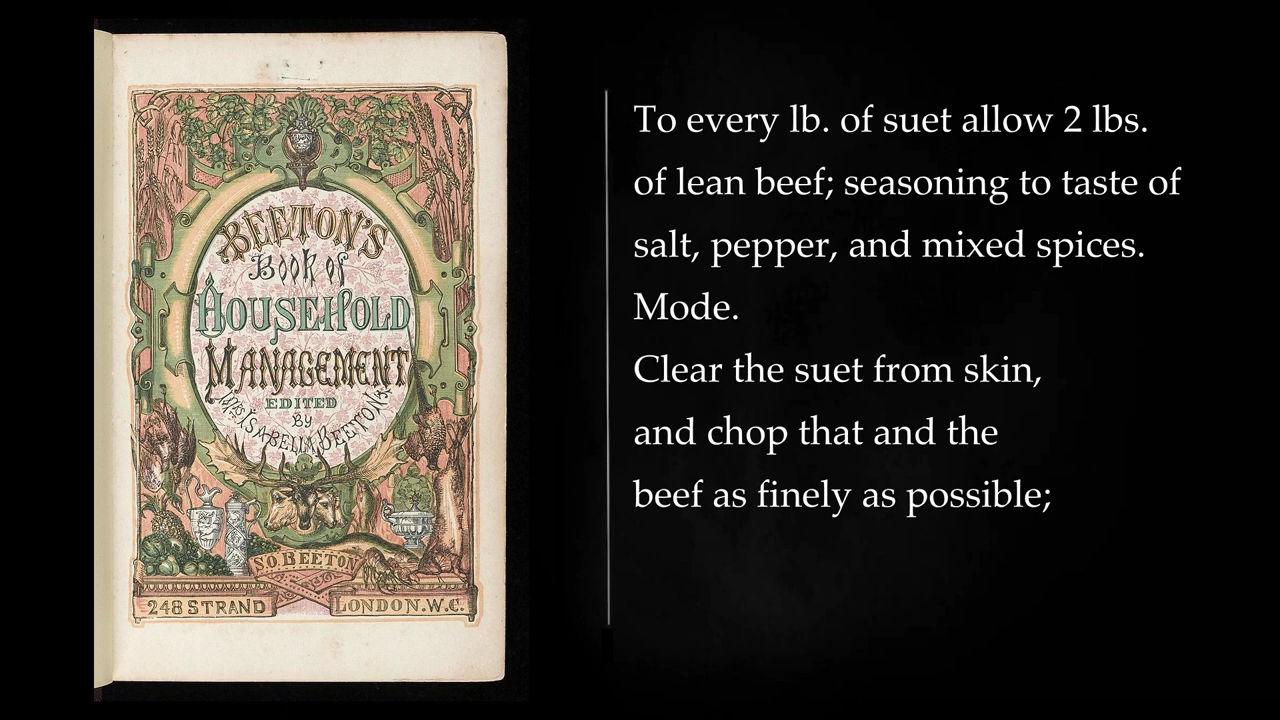 BEETON'S
Book of
HOUSEHOLD
MANAGEMENT
EDITED
BY
MRS ISABELLA BEETON
S.O. BEETON
248 STRAND
LONDON. W.C.
To every lb. of suet allow 2 lbs.
of lean beef; seasoning to taste of
salt, pepper, and mixed spices.
Mode.
Clear the suet from skin,
and chop that and the
beef as finely as possible;